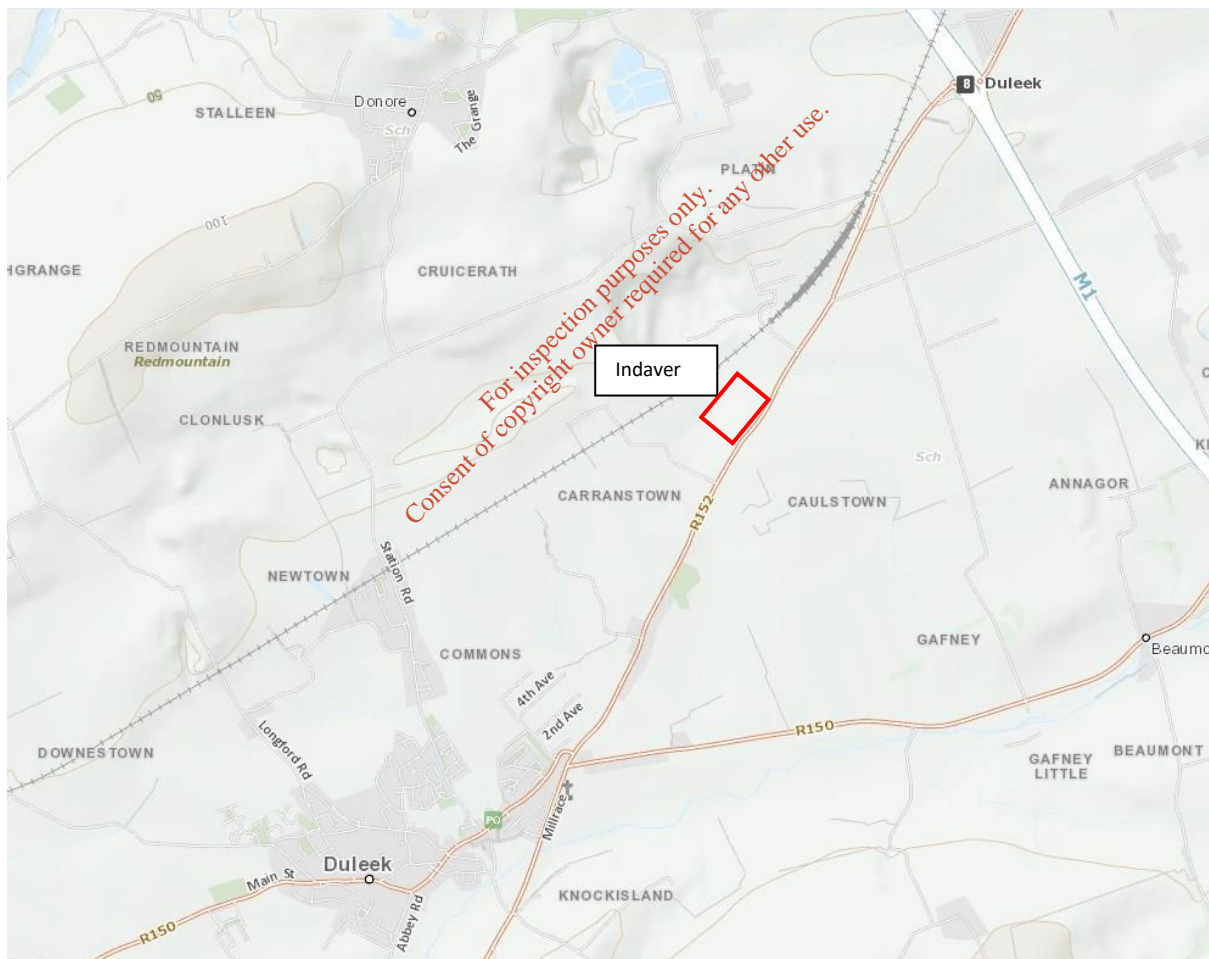 8 Duleek
50
STALLEEN
Donore
Sch
The Grange
PLATIN
100
HGRANGE
CRUICERATH
M1
For inspection purposes only.
Consent of copyright owner required for any other use.
REDMOUNTAIN
Redmountain
Indaver
CLONLUSK
Sch
ANNAGOR
CARRANSTOWN
CAULSTOWN
R152
Station Rd
NEWTOWN
GAFNEY
Beaumo
COMMONS
4th Ave
2nd Ave
R150
Longford Rd
DOWNESTOWN
GAFNEY
LITTLE
BEAUMONT
Millrace
PO
Duleek
Main St
Abbey Rd
KNOCKISLAND
R150